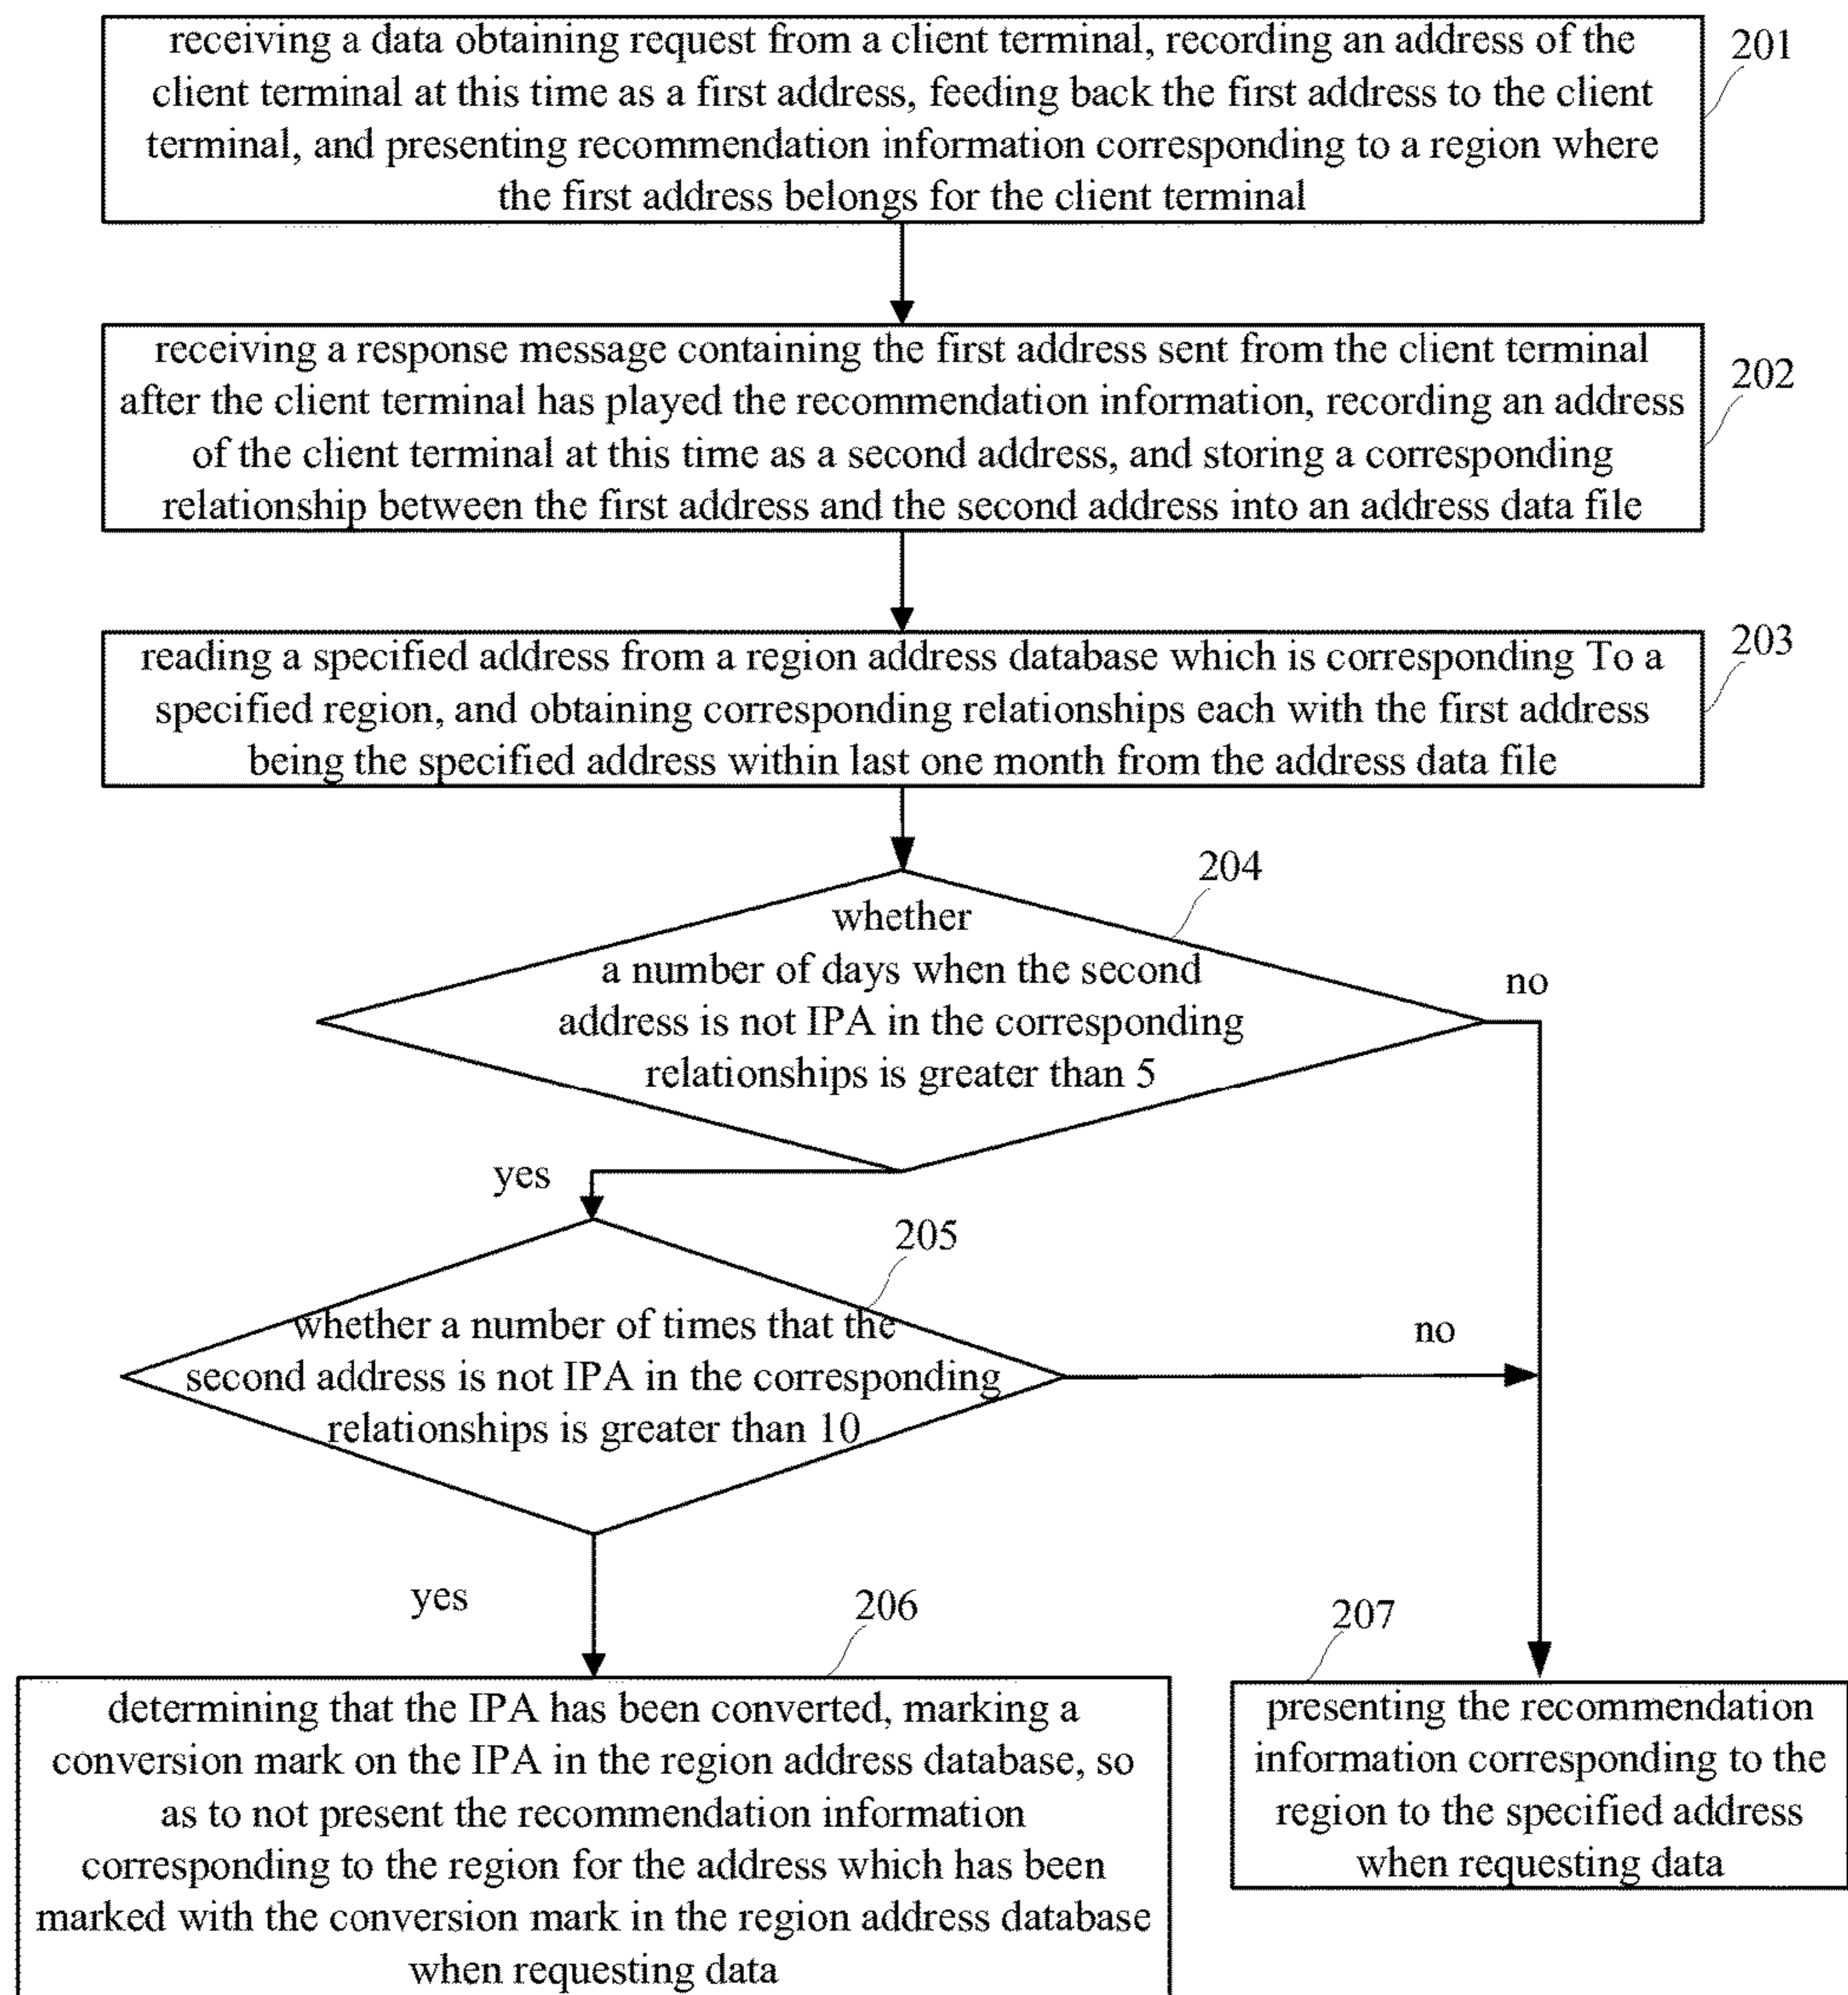 receiving a data obtaining request from a client terminal, recording an address of the
client terminal at this time as a first address, feeding back the first address to the client
terminal, and presenting recommendation information corresponding to a region where
the first address belongs for the client terminal
201
receiving a response message containing the first address sent from the client terminal
after the client terminal has played the recommendation information, recording an address
of the client terminal at this time as a second address, and storing a corresponding
relationship between the first address and the second address into an address data file
202
reading a specified address from a region address database which is corresponding To a
specified region, and obtaining corresponding relationships each with the first address
being the specified address within last one month from the address data file
203
204
whether
a number of days when the second
address is not IPA in the corresponding
relationships is greater than 5
no
yes
205
whether a number of times that the
second address is not IPA in the corresponding
relationships is greater than 10
no
yes
206
determining that the IPA has been converted, marking a
conversion mark on the IPA in the region address database, so
as to not present the recommendation information
corresponding to the region for the address which has been
marked with the conversion mark in the region address database
when requesting data
207
presenting the recommendation
information corresponding to the
region to the specified address
when requesting data